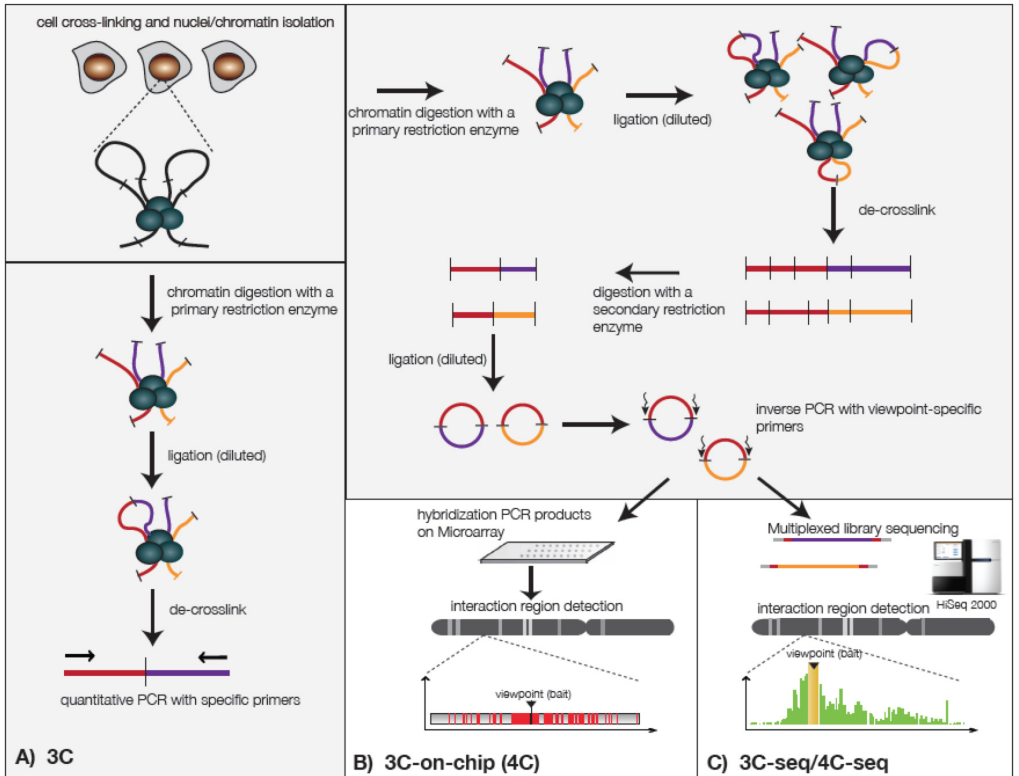 cell cross-linking and nuclei/chromatin isolation
chromatin digestion with a
primary restriction enzyme
ligation (diluted)
de-crosslink
quantitative PCR with specific primers
A) 3C
chromatin digestion with a
primary restriction enzyme
ligation (diluted)
de-crosslink
digestion with a
secondary restriction
enzyme
ligation (diluted)
inverse PCR with viewpoint-specific
primers
hybridization PCR products
on Microarray
interaction region detection
viewpoint (bait)
B) 3C-on-chip (4C)
Multiplexed library sequencing
HiSeq 2000
interaction region detection
viewpoint (bait)
C) 3C-seq/4C-seq